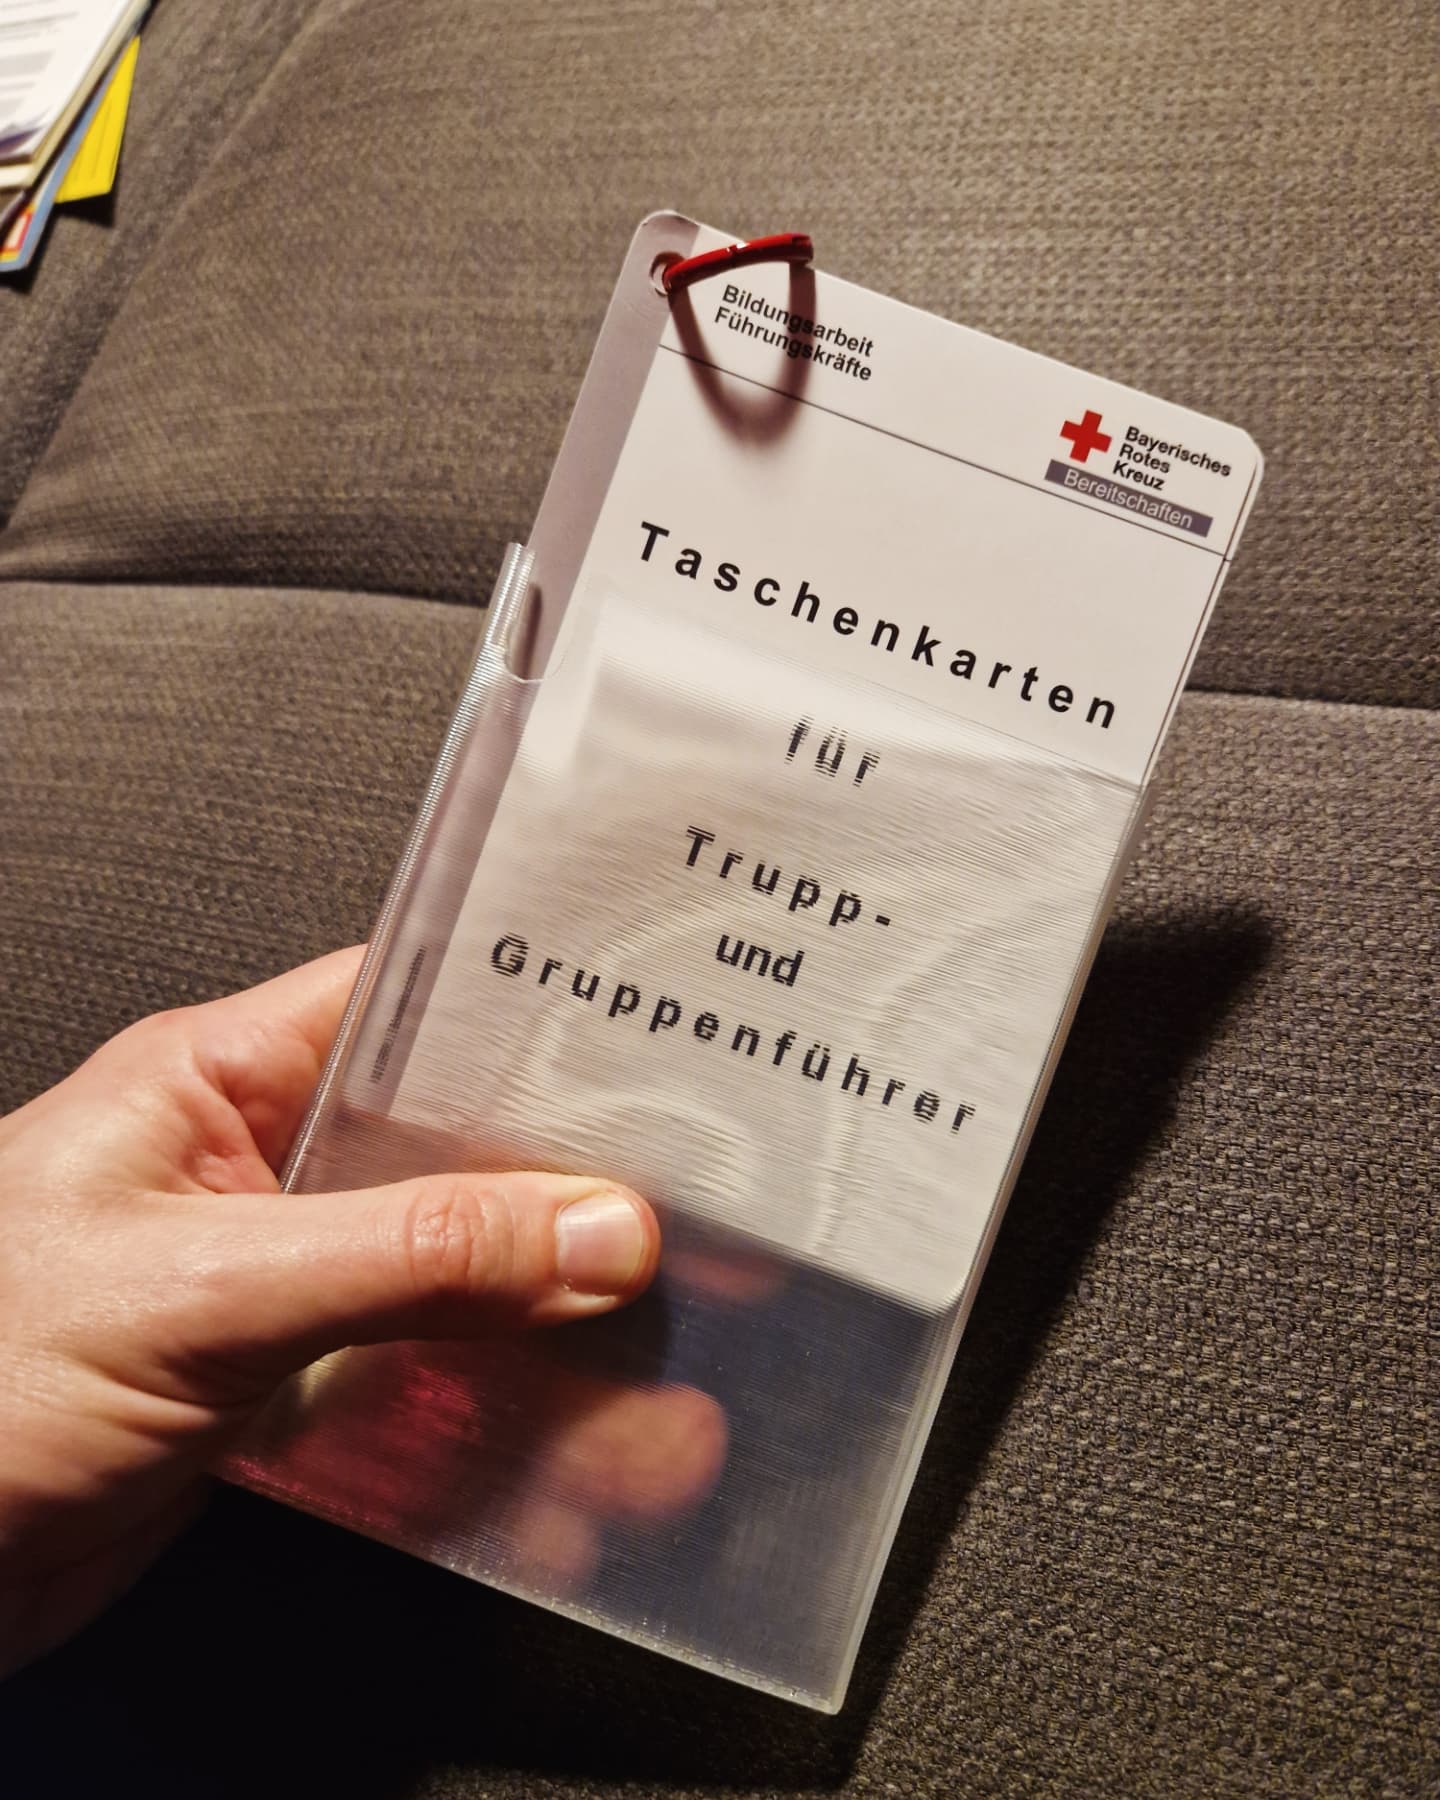 Bildungsarbeit
Führungskräfte
Bayerisches
Rotes
Kreuz
Bereitschaften
Taschenkarten
für
Trupp-
und
Gruppenführer